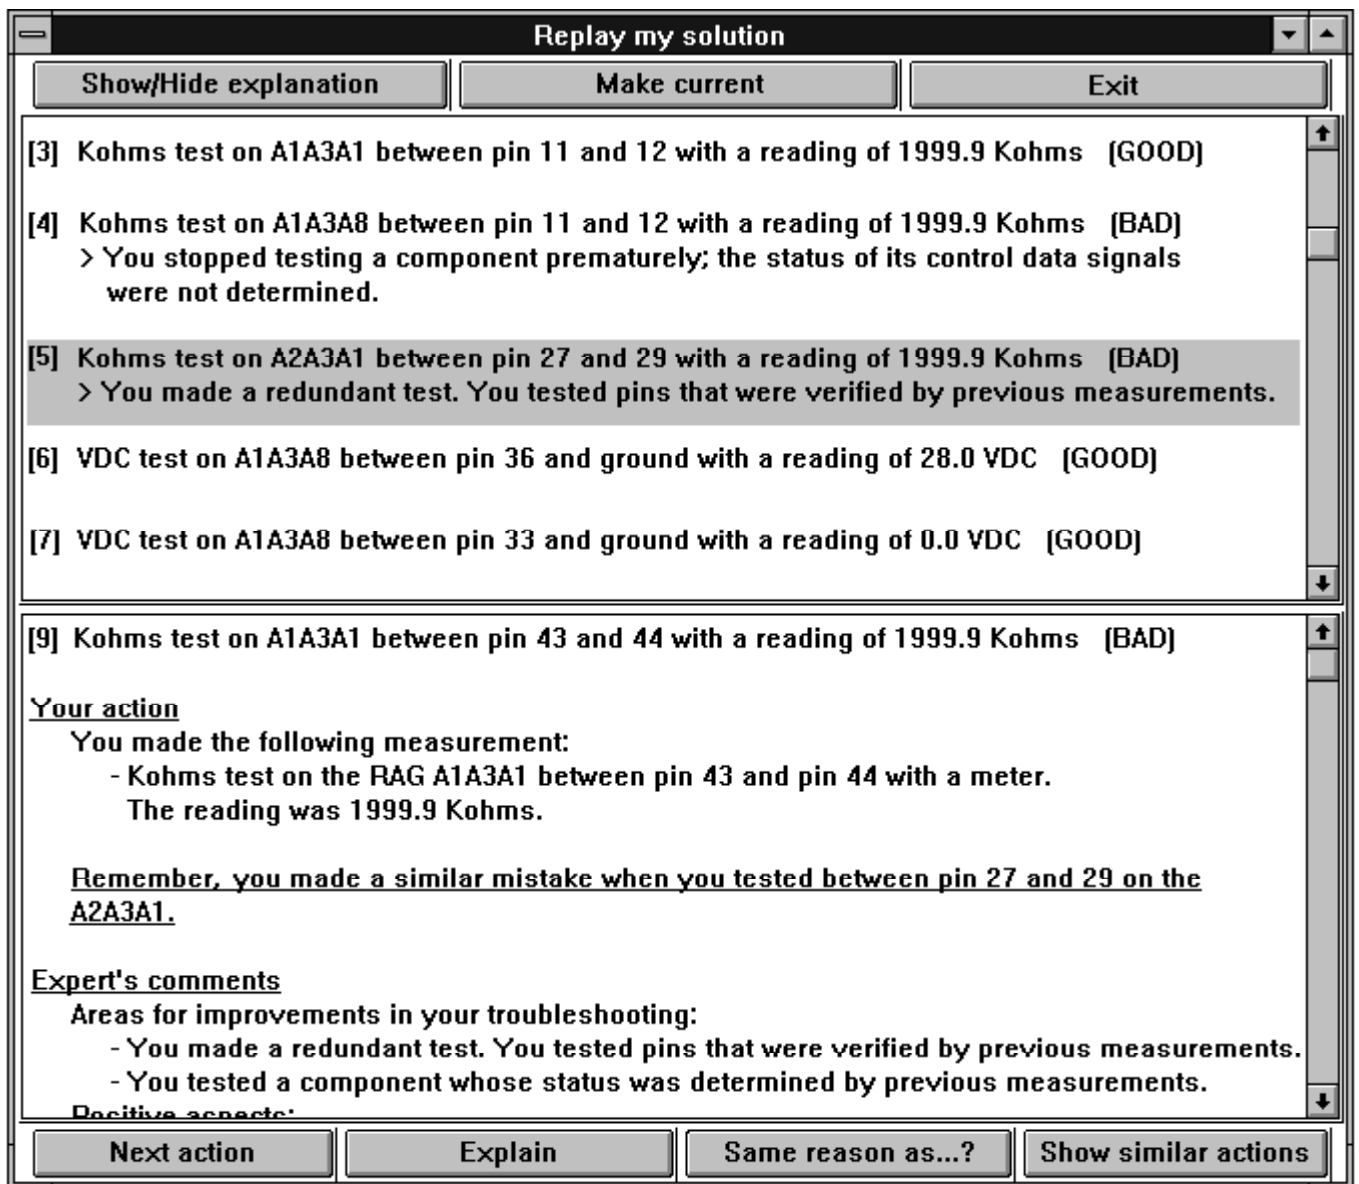 Replay my solution
Show/Hide explanation
Make current
Exit
[3] Kohms test on A1A3A1 between pin 11 and 12 with a reading of 1999.9 Kohms (GOOD)
[4] Kohms test on A1A3A8 between pin 11 and 12 with a reading of 1999.9 Kohms (BAD)
> You stopped testing a component prematurely; the status of its control data signals
were not determined.
[5] Kohms test on A2A3A1 between pin 27 and 29 with a reading of 1999.9 Kohms (BAD)
> You made a redundant test. You tested pins that were verified by previous measurements.
[6] VDC test on A1A3A8 between pin 36 and ground with a reading of 28.0 VDC (GOOD)
[7] VDC test on A1A3A8 between pin 33 and ground with a reading of 0.0 VDC (GOOD)
[9] Kohms test on A1A3A1 between pin 43 and 44 with a reading of 1999.9 Kohms (BAD)
Your action
You made the following measurement:
- Kohms test on the RAG A1A3A1 between pin 43 and pin 44 with a meter.
The reading was 1999.9 Kohms.
Remember, you made a similar mistake when you tested between pin 27 and 29 on the
A2A3A1.
Expert's comments
Areas for improvements in your troubleshooting:
- You made a redundant test. You tested pins that were verified by previous measurements.
- You tested a component whose status was determined by previous measurements.
Positive aspects:
Next action
Explain
Same reason as...?
Show similar actions